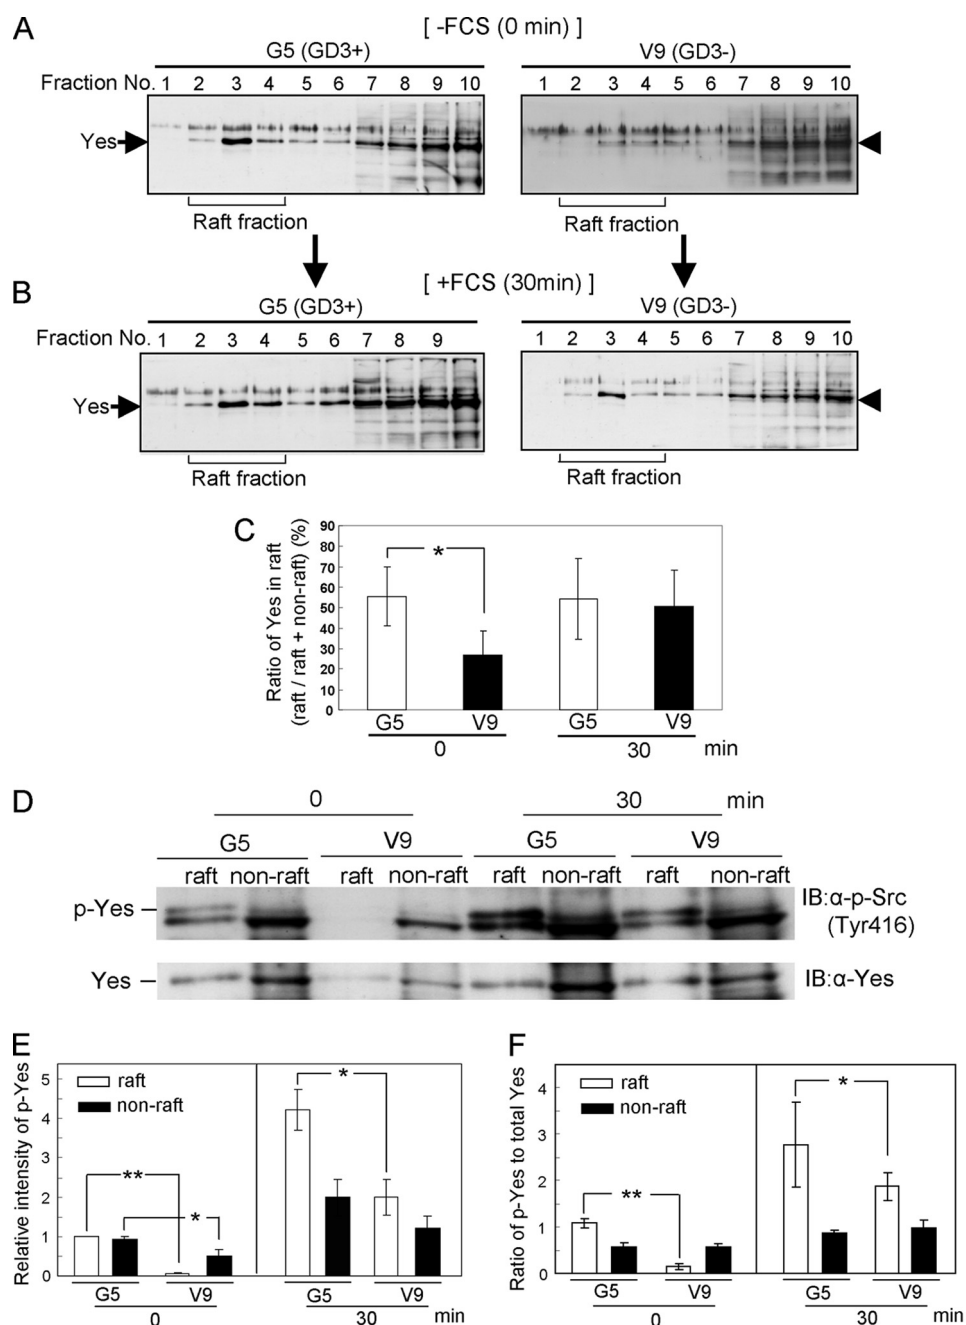 A
[ -FCS (0 min) ]
G5 (GD3+)
V9 (GD3-)
Fraction No. 1 2 3 4 5 6 7 8 9 10
1 2 3 4 5 6 7 8 9 10
Yes
Raft fraction
Raft fraction
B
[ +FCS (30min) ]
G5 (GD3+)
V9 (GD3-)
Fraction No. 1 2 3 4 5 6 7 8 9
1 2 3 4 5 6 7 8 9 10
Yes
Raft fraction
Raft fraction
C
Ratio of Yes in raft
(raft / raft + non-raft) (%)
90
80
70
60
50
40
30
20
10
0
*
G5 V9 G5 V9
0 30 min
D
0 30 min
G5 V9 G5 V9
raft non-raft raft non-raft raft non-raft raft non-raft
p-Yes
IB:α-p-Src
(Tyr416)
Yes
IB:α-Yes
E
Relative intensity of p-Yes
5
4
3
2
1
0
raft
non-raft
**
*
*
G5 V9 G5 V9
0 30 min
F
Ratio of p-Yes to total Yes
4
3
2
1
0
raft
non-raft
**
*
G5 V9 G5 V9
0 30 min